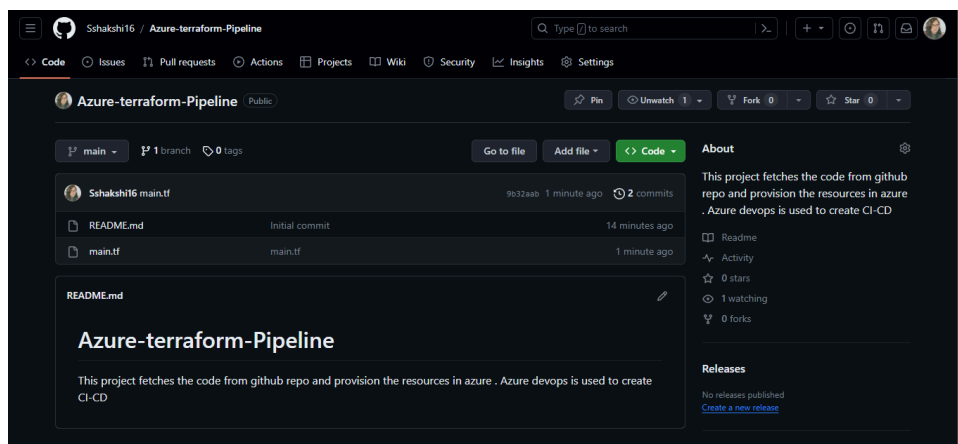 Sshakshi16 / Azure-terraform-Pipeline
Type / to search
Code Issues Pull requests Actions Projects Wiki Security Insights Settings
Azure-terraform-Pipeline Public
Pin Unwatch 1 Fork 0 Star 0
main 1 branch 0 tags
Go to file Add file Code
Sshakshi16 main.tf 9b32aab 1 minute ago 2 commits
README.md Initial commit 14 minutes ago
main.tf main.tf 1 minute ago
README.md
Azure-terraform-Pipeline
This project fetches the code from github repo and provision the resources in azure . Azure devops is used to create
CI-CD
About
This project fetches the code from github
repo and provision the resources in azure
. Azure devops is used to create CI-CD
Readme
Activity
0 stars
1 watching
0 forks
Releases
No releases published
Create a new release